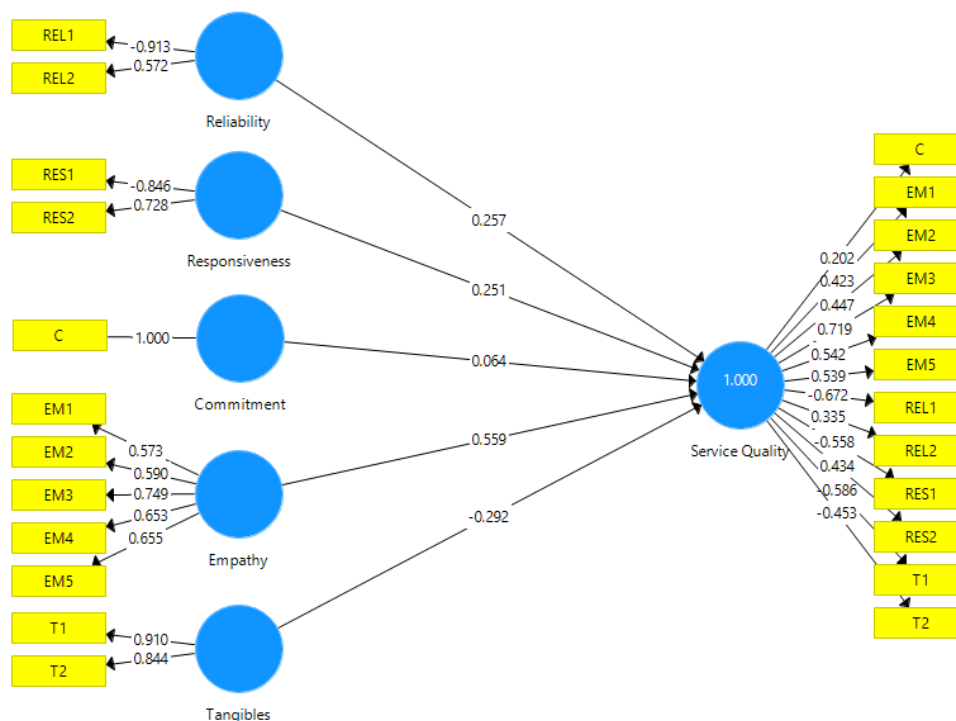 REL1
-0.913
0.572
REL2
Reliability
RES1
-0.846
0.728
RES2
Responsiveness
C
1.000
Commitment
EM1
0.573
EM2
0.590
EM3
0.749
EM4
0.653
0.655
EM5
Empathy
T1
0.910
0.844
T2
Tangibles
0.257
0.251
0.064
0.559
-0.292
1.000
Service Quality
0.202
0.423
0.447
0.719
0.542
0.539
-0.672
0.335
-0.558
0.434
-0.586
-0.453
C
EM1
EM2
EM3
EM4
EM5
REL1
REL2
RES1
RES2
T1
T2